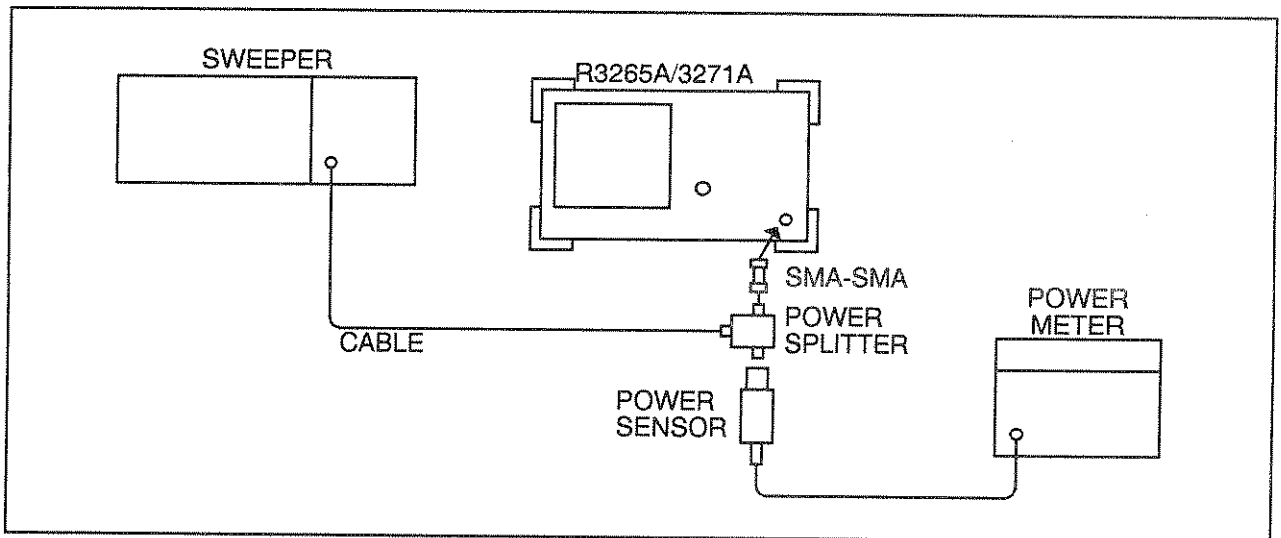 SWEEPER
R3265A/3271A
SMA-SMA
POWER
SPLITTER
POWER
METER
CABLE
POWER
SENSOR